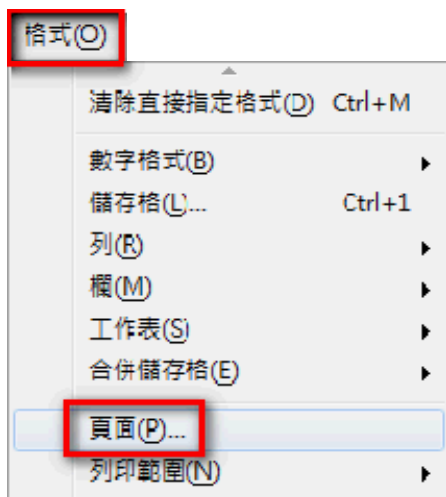 格式(O)
清除直接指定格式(D) Ctrl+M
數字格式(B)
儲存格(L)... Ctrl+1
列(R)
欄(M)
工作表(S)
合併儲存格(E)
頁面(P)...
列印範圍(N)